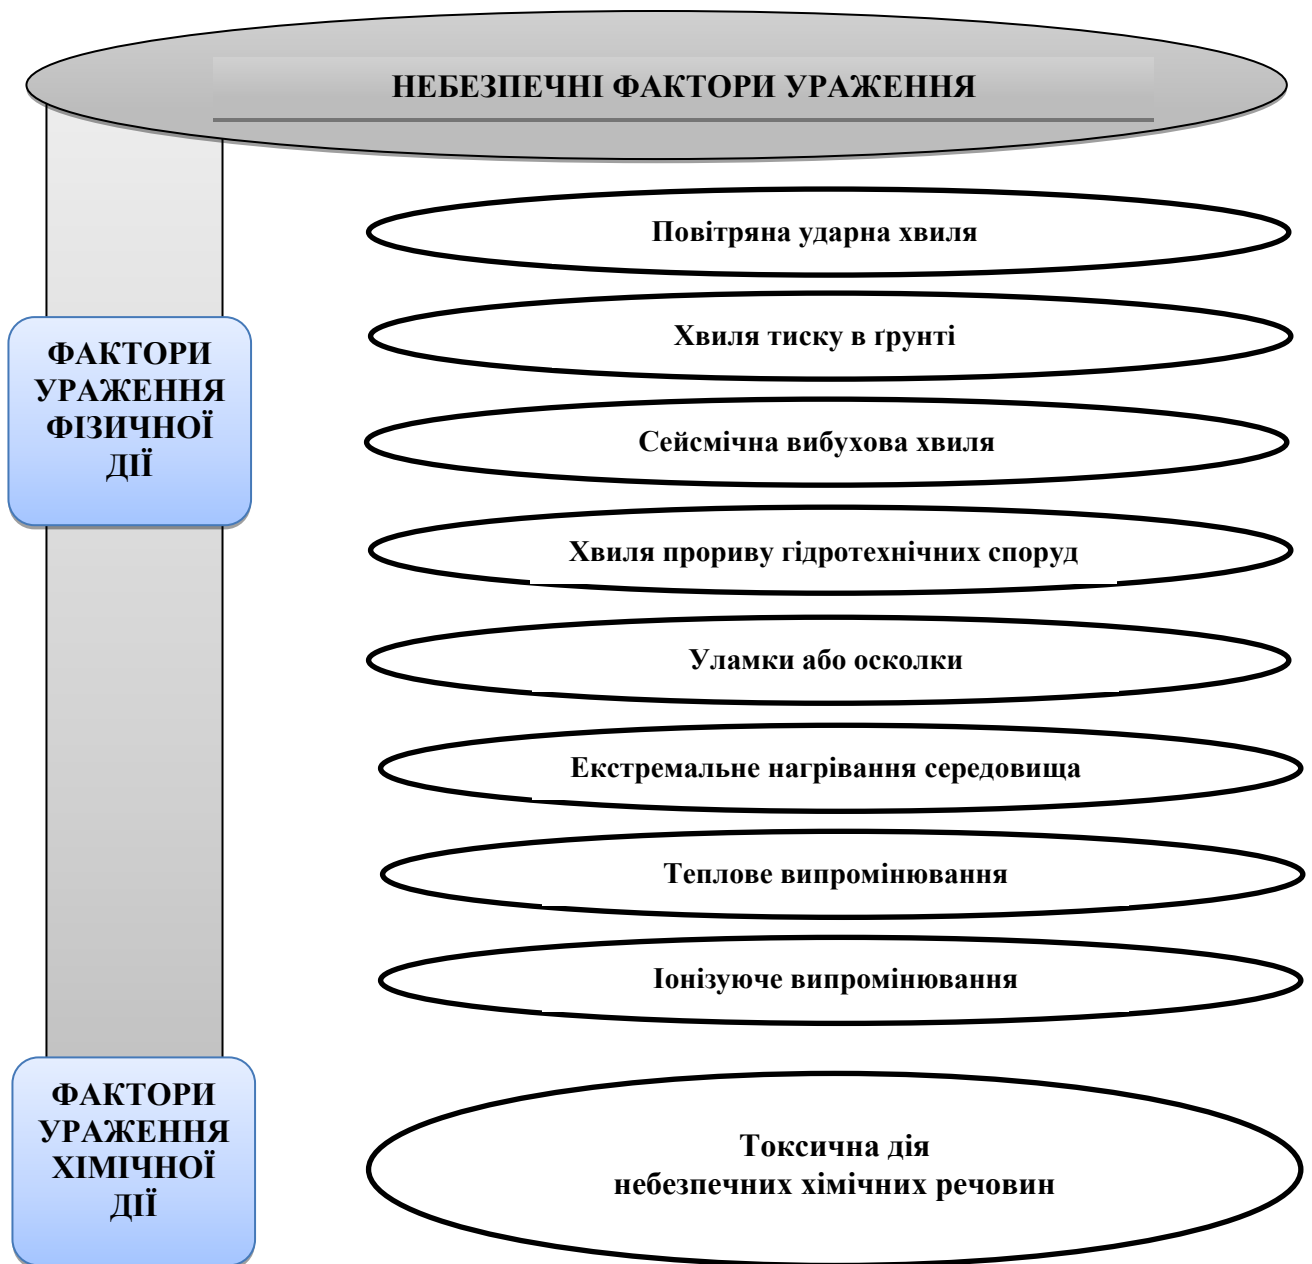 НЕБЕЗПЕЧНІ ФАКТОРИ УРАЖЕННЯ
ФАКТОРИ
УРАЖЕННЯ
ФІЗИЧНОЇ
ДІЇ
Повітряна ударна хвиля
Хвиля тиску в ґрунті
Сейсмічна вибухова хвиля
Хвиля прориву гідротехнічних споруд
Уламки або осколки
Екстремальне нагрівання середовища
Теплове випромінювання
Іонізуюче випромінювання
ФАКТОРИ
УРАЖЕННЯ
ХІМІЧНОЇ
ДІЇ
Токсична дія
небезпечних хімічних речовин